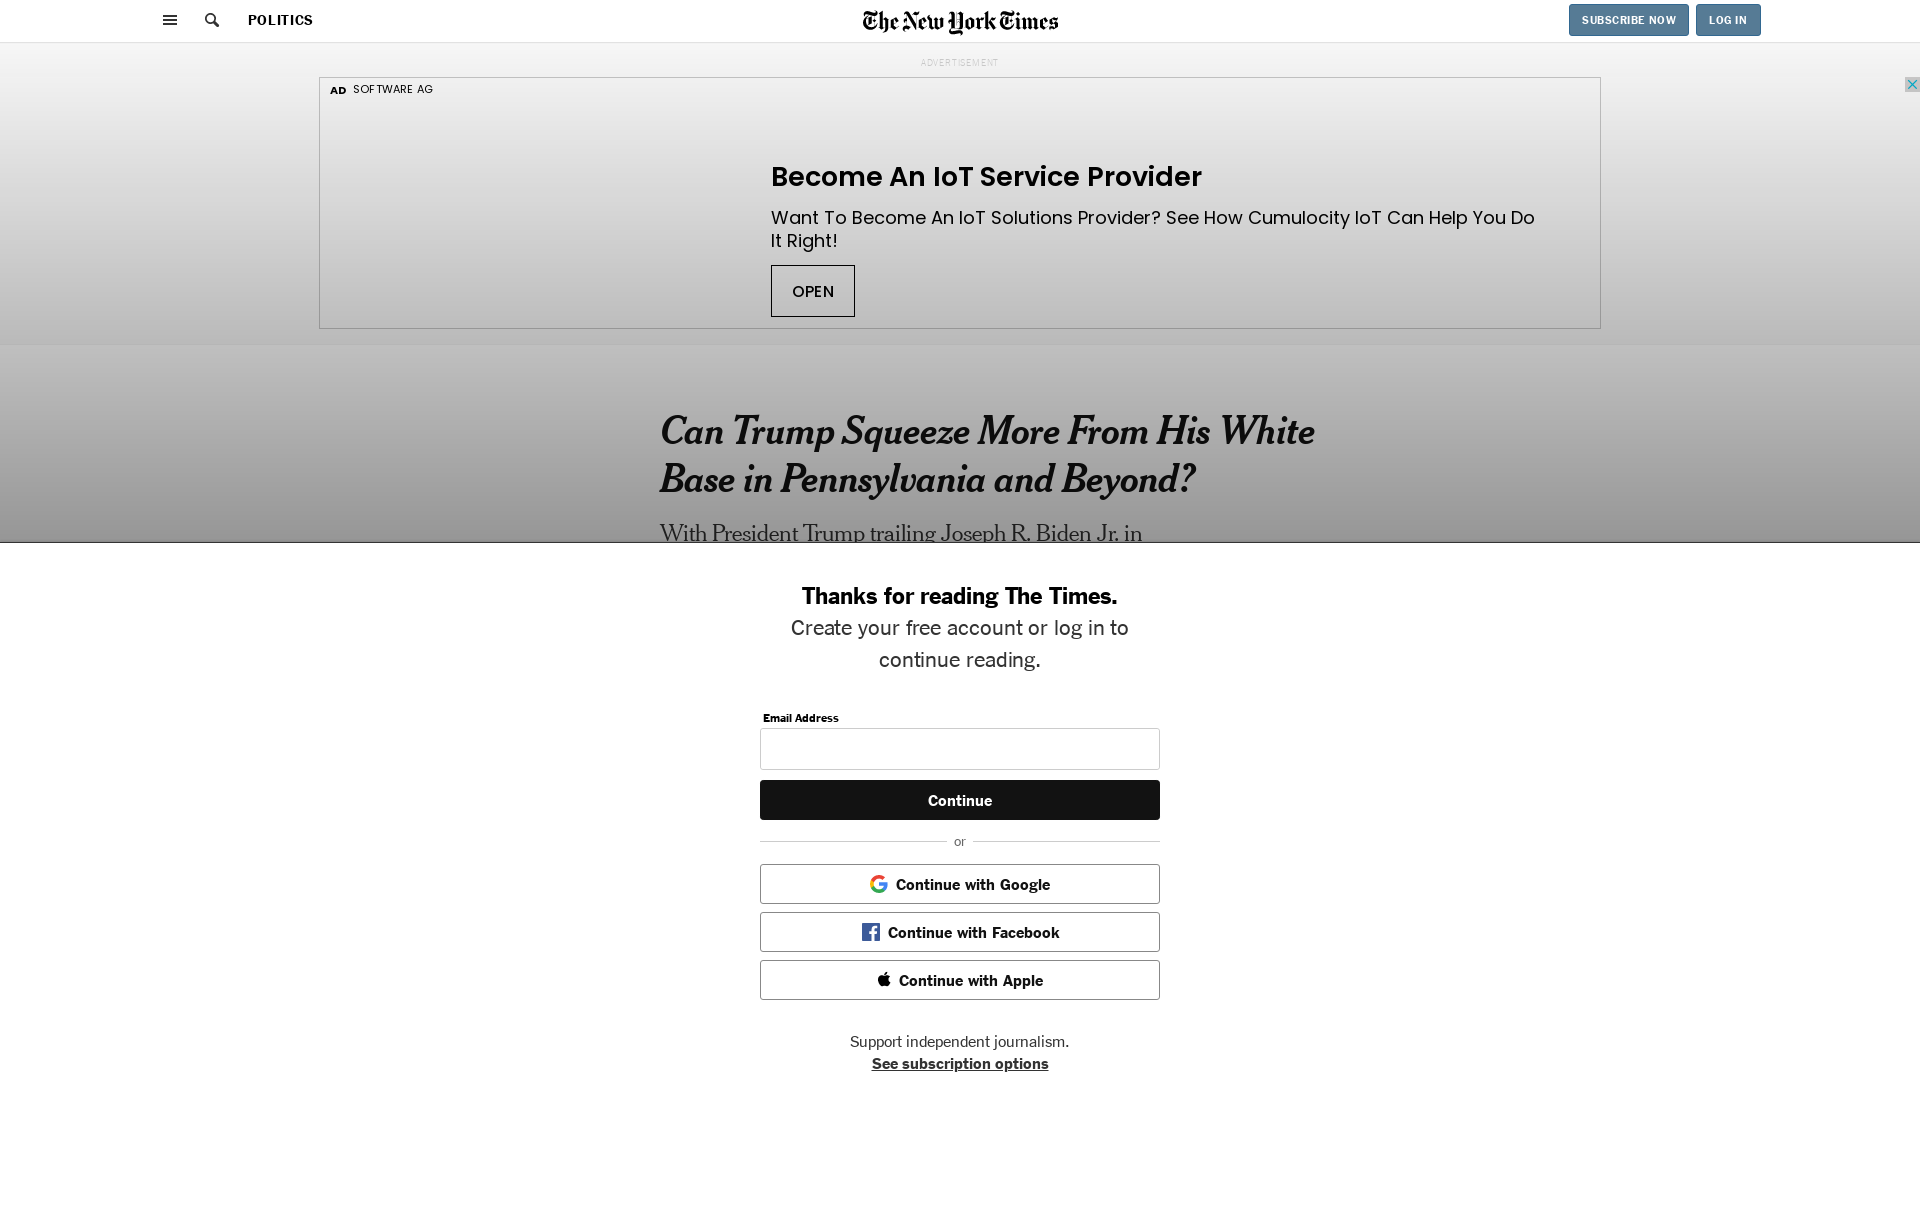 POLITICS
The New York Times
SUBSCRIBE NOW
LOG IN
ADVERTISEMENT
AD SOFTWARE AG
Become An IoT Service Provider
Want To Become An IoT Solutions Provider? See How Cumulocity IoT Can Help You Do
It Right!
OPEN
Can Trump Squeeze More From His White
Base in Pennsylvania and Beyond?
With President Trump trailing Joseph R. Biden Jr. in
Thanks for reading The Times.
Create your free account or log in to
continue reading.
Email Address
Continue
or
Continue with Google
Continue with Facebook
Continue with Apple
Support independent journalism.
See subscription options